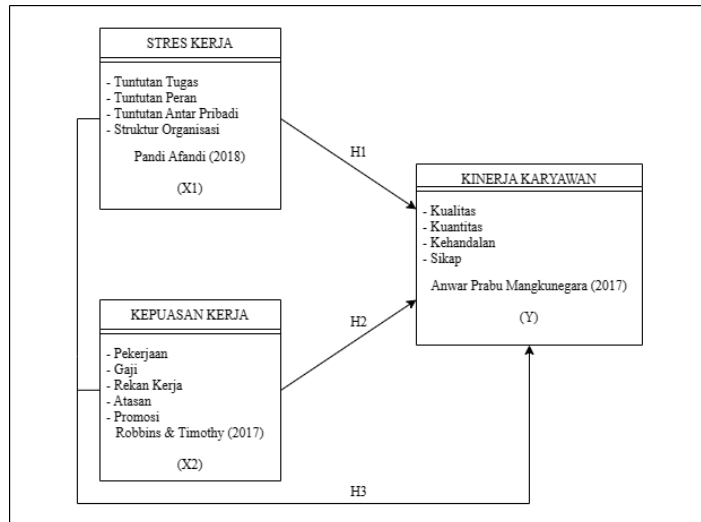 STRES KERJA
- Tuntutan Tugas
- Tuntutan Peran
- Tuntutan Antar Pribadi
- Struktur Organisasi
Pandi Afandi (2018)
(X1)
H1
KINERJA KARYAWAN
- Kualitas
- Kuantitas
- Kehandalan
- Sikap
Anwar Prabu Mangkunegara (2017)
(Y)
KEPUASAN KERJA
- Pekerjaan
- Gaji
- Rekan Kerja
- Atasan
- Promosi
Robbins & Timothy (2017)
(X2)
H2
H3